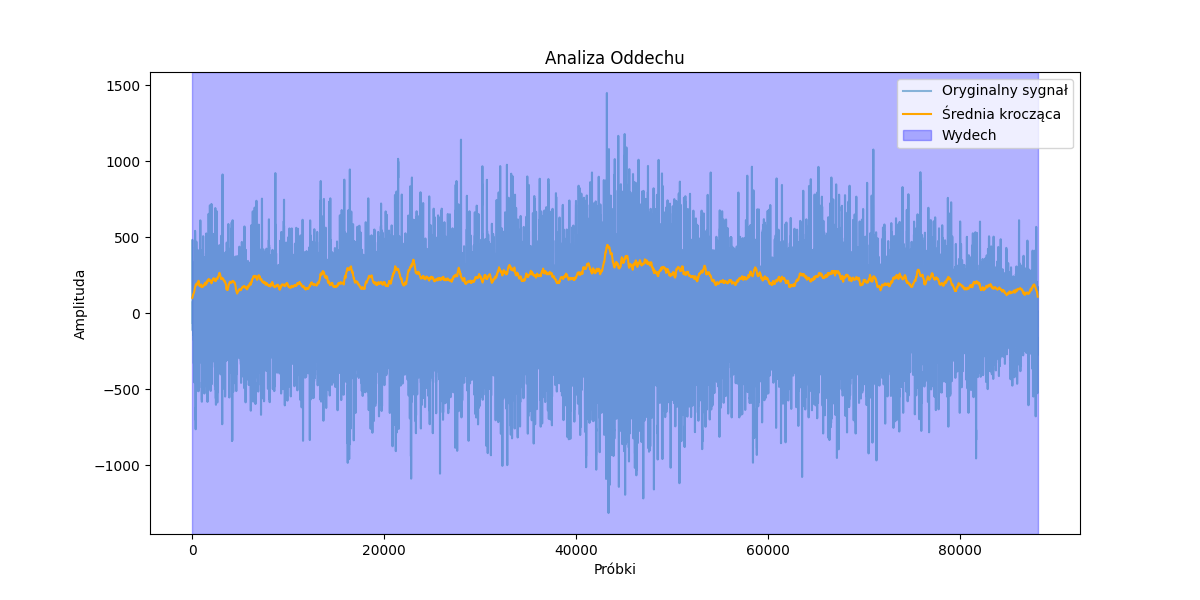 Analiza Oddechu
Oryginalny sygnał
Średnia krocząca
Wydech
Amplituda
1500
1000
500
0
−500
−1000
0 20000 40000 60000 80000
Próbki